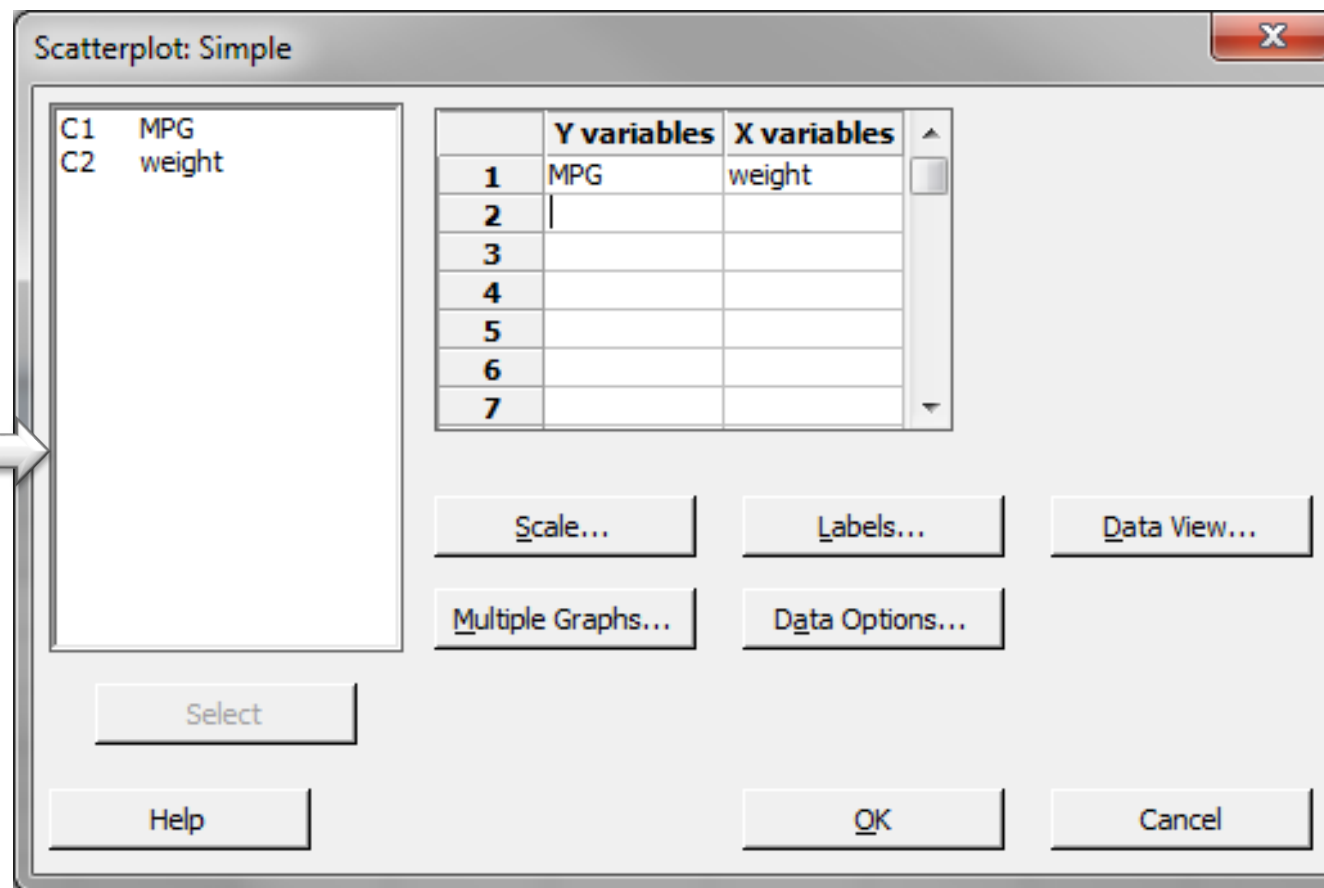 Scatterplot: Simple
C1 MPG
C2 weight
Y variables X variables
1 MPG weight
2
3
4
5
6
7
Scale... Labels... Data View...
Multiple Graphs... Data Options...
Select
Help OK Cancel